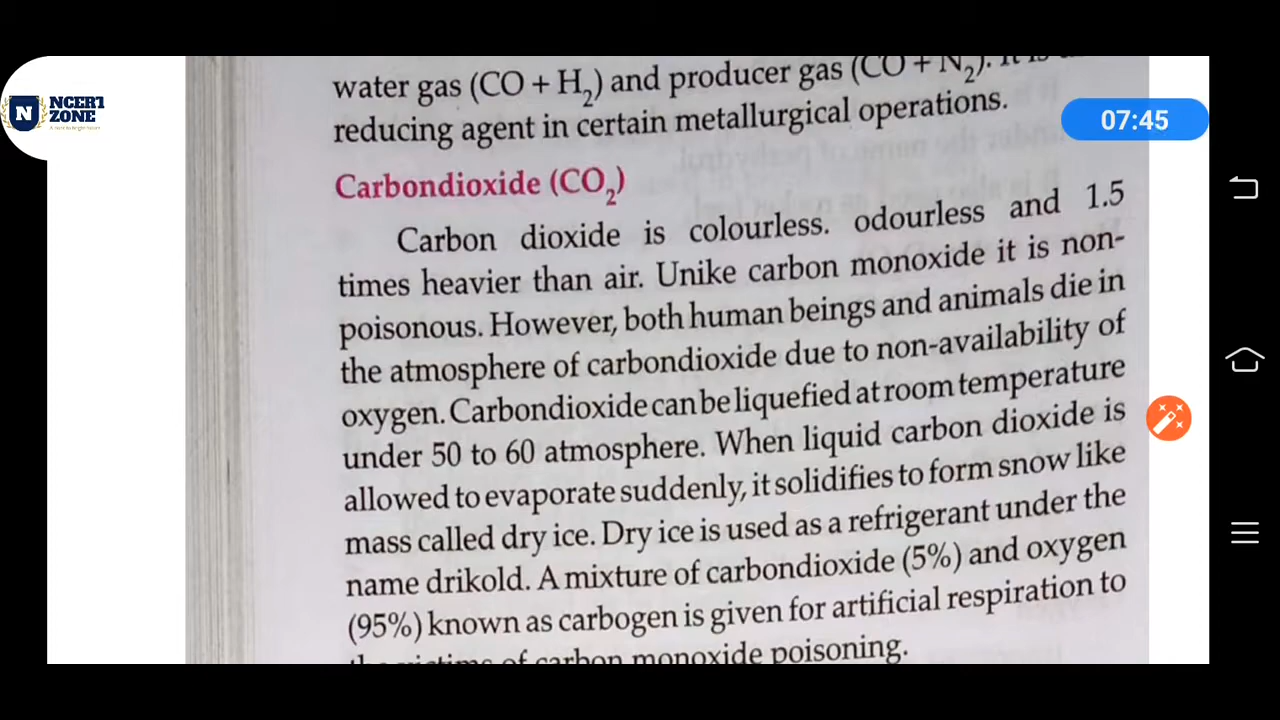 water gas (CO + H₂) and producer gas (CO + N₂). It is
reducing agent in certain metallurgical operations.
Carbondioxide (CO₂)
Carbon dioxide is colourless. odourless and 1.5
times heavier than air. Unike carbon monoxide it is non-
poisonous. However, both human beings and animals die in
the atmosphere of carbondioxide due to non-availability of
oxygen. Carbondioxide can be liquefied at room temperature
under 50 to 60 atmosphere. When liquid carbon dioxide is
allowed to evaporate suddenly, it solidifies to form snow like
mass called dry ice. Dry ice is used as a refrigerant under the
name drikold. A mixture of carbondioxide (5%) and oxygen
(95%) known as carbogen is given for artificial respiration to
the victims of carbon monoxide poisoning.
N
NCERT
ZONE
07:45